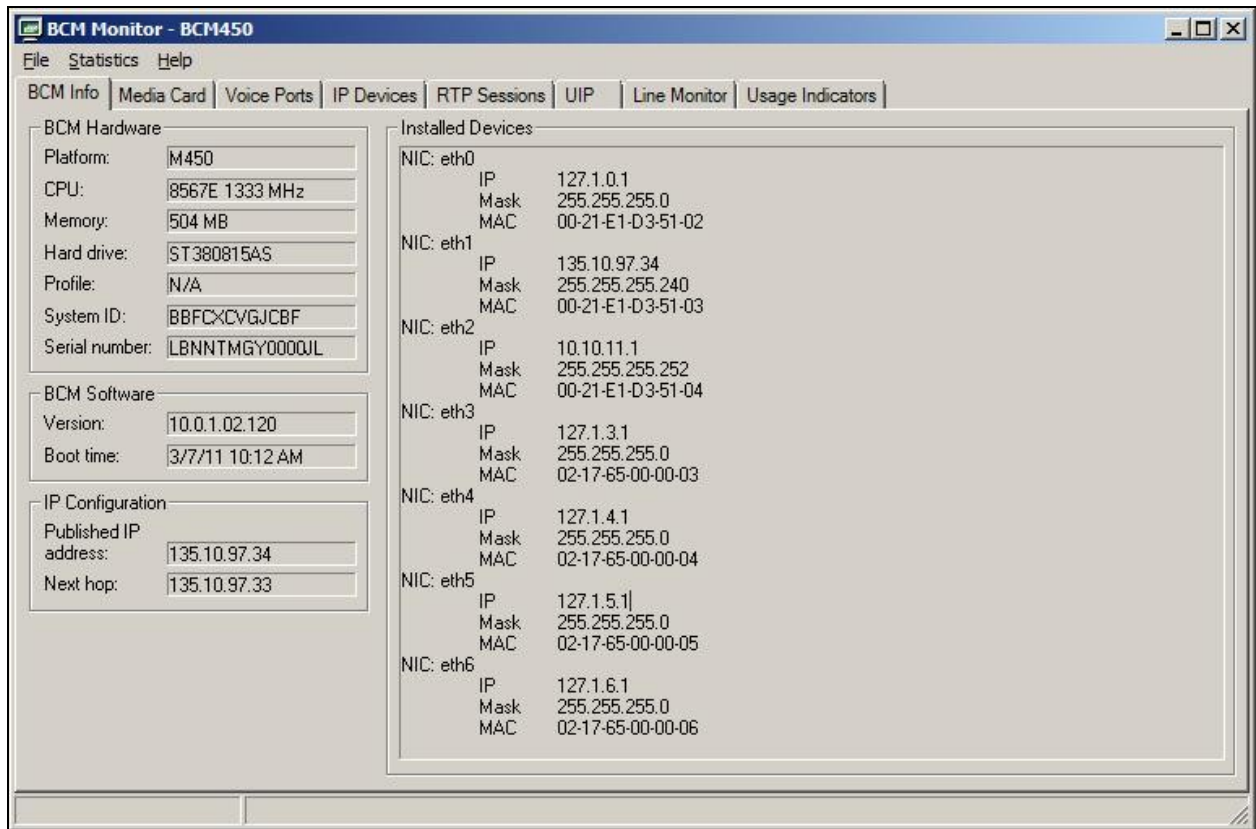 BCM Monitor - BCM450
File Statistics Help
BCM Info Media Card Voice Ports IP Devices RTP Sessions UIP Line Monitor Usage Indicators
BCM Hardware
Platform: M450
CPU: 8567E 1333 MHz
Memory: 504 MB
Hard drive: ST380815AS
Profile: N/A
System ID: BBFCXCVGJCBF
Serial number: LBNNTMGY0000JL
BCM Software
Version: 10.0.1.02.120
Boot time: 3/7/11 10:12 AM
IP Configuration
Published IP
address: 135.10.97.34
Next hop: 135.10.97.33
Installed Devices
NIC: eth0
IP 127.1.0.1
Mask 255.255.255.0
MAC 00-21-E1-D3-51-02
NIC: eth1
IP 135.10.97.34
Mask 255.255.255.240
MAC 00-21-E1-D3-51-03
NIC: eth2
IP 10.10.11.1
Mask 255.255.255.252
MAC 00-21-E1-D3-51-04
NIC: eth3
IP 127.1.3.1
Mask 255.255.255.0
MAC 02-17-65-00-00-03
NIC: eth4
IP 127.1.4.1
Mask 255.255.255.0
MAC 02-17-65-00-00-04
NIC: eth5
IP 127.1.5.1
Mask 255.255.255.0
MAC 02-17-65-00-00-05
NIC: eth6
IP 127.1.6.1
Mask 255.255.255.0
MAC 02-17-65-00-00-06